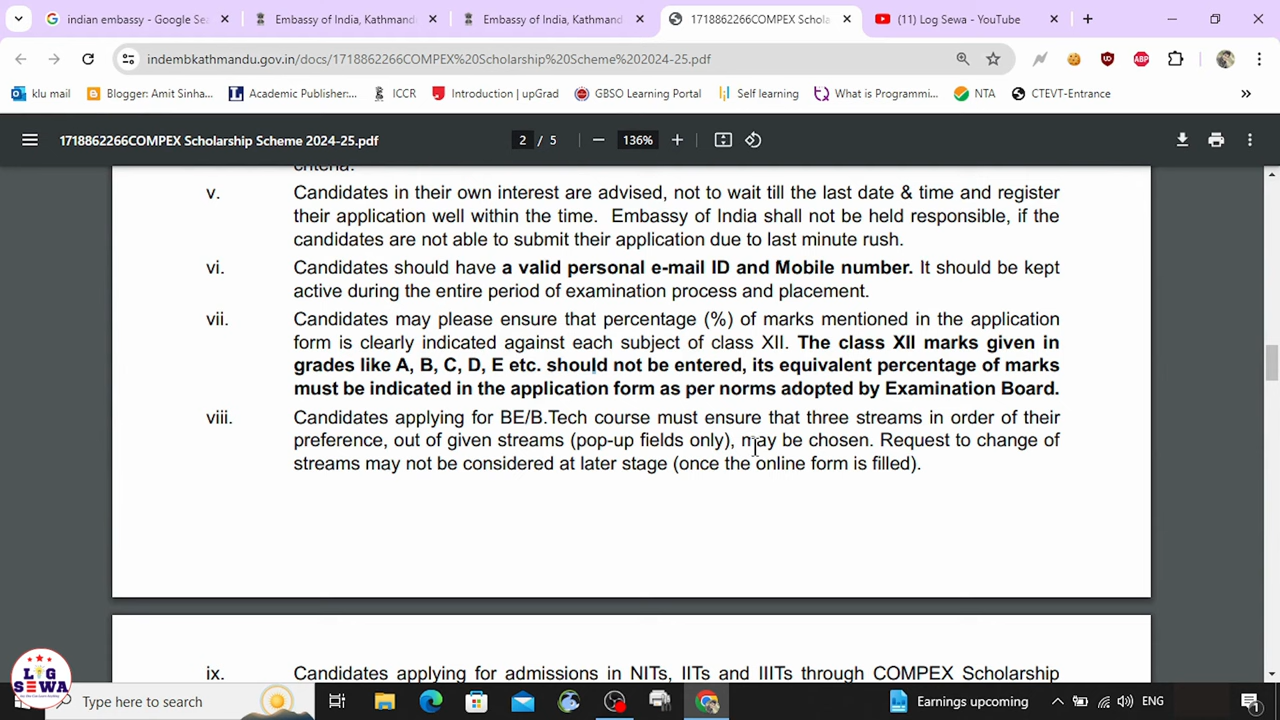 indian embassy - Google Se
Embassy of India, Kathmand
Embassy of India, Kathmand
1718862266COMPEX Schola
(11) Log Sewa - YouTube
indembkathmandu.gov.in/docs/1718862266COMPEX%20Scholarship%20Scheme%202024-25.pdf
klu mail
Blogger: Amit Sinha...
Academic Publisher:...
ICCR
Introduction | upGrad
GBSO Learning Portal
Self learning
What is Programmi...
NTA
CTEVT-Entrance
1718862266COMPEX Scholarship Scheme 2024-25.pdf
2 / 5
136%
criteria.
v. Candidates in their own interest are advised, not to wait till the last date & time and register
their application well within the time. Embassy of India shall not be held responsible, if the
candidates are not able to submit their application due to last minute rush.
vi. Candidates should have a valid personal e-mail ID and Mobile number. It should be kept
active during the entire period of examination process and placement.
vii. Candidates may please ensure that percentage (%) of marks mentioned in the application
form is clearly indicated against each subject of class XII. The class XII marks given in
grades like A, B, C, D, E etc. should not be entered, its equivalent percentage of marks
must be indicated in the application form as per norms adopted by Examination Board.
viii. Candidates applying for BE/B.Tech course must ensure that three streams in order of their
preference, out of given streams (pop-up fields only), may be chosen. Request to change of
streams may not be considered at later stage (once the online form is filled).
ix. Candidates applying for admissions in NITs, IITs and IIITs through COMPEX Scholarship
LOG
SEWA
Type here to search
Earnings upcoming
ENG